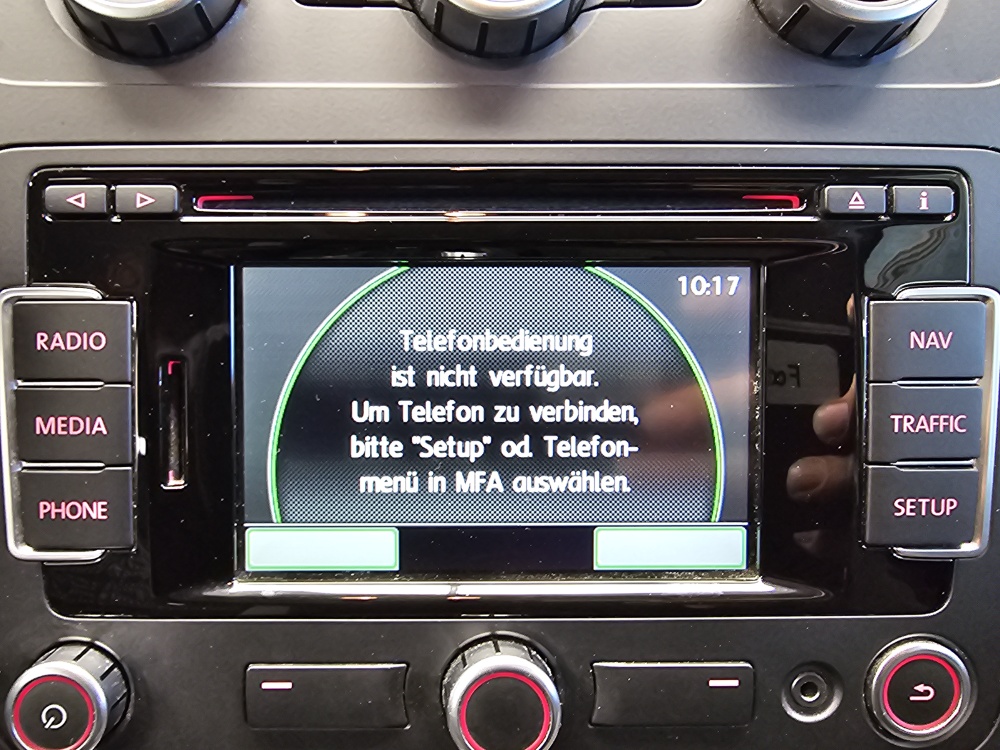 i
10:17
RADIO
MEDIA
PHONE
Telefonbedienung
ist nicht verfügbar.
Um Telefon zu verbinden,
bitte "Setup" od. Telefon-
menü in MFA auswählen.
NAV
TRAFFIC
SETUP